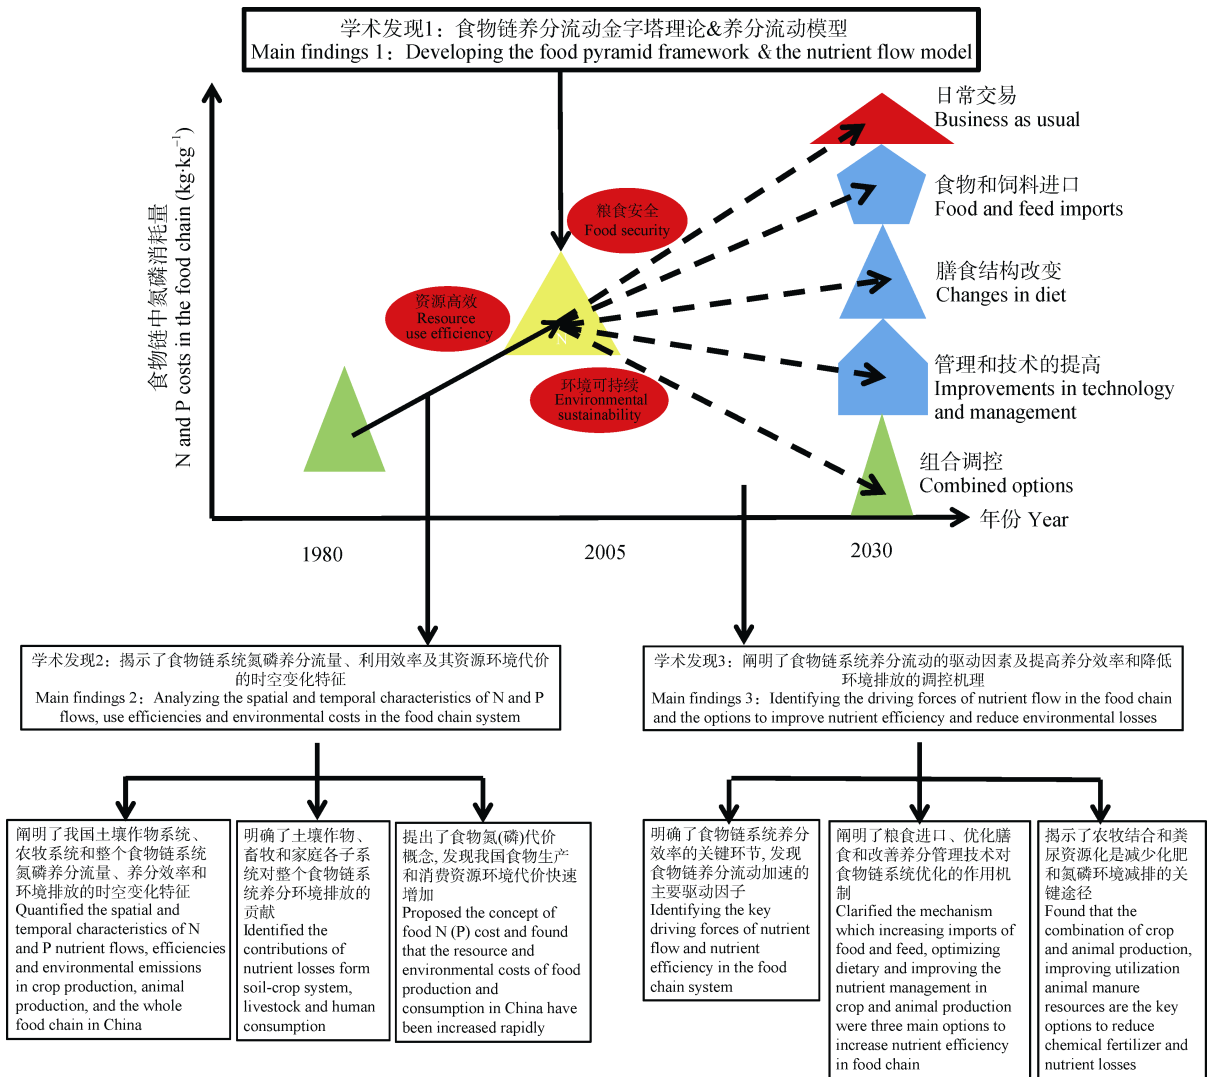 学术发现1：食物链养分流动金字塔理论&养分流动模型
Main findings 1：Developing the food pyramid framework & the nutrient flow model
食物链中氮磷消耗量
N and P costs in the food chain (kg·kg⁻¹)
日常交易
Business as usual
食物和饲料进口
Food and feed imports
膳食结构改变
Changes in diet
管理和技术的提高
Improvements in technology
and management
组合调控
Combined options
粮食安全
Food security
资源高效
Resource
use efficiency
N
环境可持续
Environmental
sustainability
年份 Year
1980
2005
2030
学术发现2：揭示了食物链系统氮磷养分流量、利用效率及其资源环境代价
的时空变化特征
Main findings 2：Analyzing the spatial and temporal characteristics of N and P
flows, use efficiencies and environmental costs in the food chain system
学术发现3：阐明了食物链系统养分流动的驱动因素及提高养分效率和降低
环境排放的调控机理
Main findings 3：Identifying the driving forces of nutrient flow in the food chain
and the options to improve nutrient efficiency and reduce environmental losses
阐明了我国土壤作物系统、
农牧系统和整个食物链系统
氮磷养分流量、养分效率和
环境排放的时空变化特征
Quantified the spatial and
temporal characteristics of N
and P nutrient flows, efficiencies
and environmental emissions
in crop production, animal
production, and the whole
food chain in China
明确了土壤作物、
畜牧和家庭各子系
统对整个食物链系
统养分环境排放的
贡献
Identified the
contributions of
nutrient losses form
soil-crop system,
livestock and human
consumption
提出了食物氮(磷)代价
概念, 发现我国食物生产
和消费资源环境代价快速
增加
Proposed the concept of
food N (P) cost and found
that the resource and
environmental costs of food
production and
consumption in China have
been increased rapidly
明确了食物链系统养分
效率的关键环节, 发现
食物链养分流动加速的
主要驱动因子
Identifying the key
driving forces of nutrient
flow and nutrient
efficiency in the food
chain system
阐明了粮食进口、优化膳
食和改善养分管理技术对
食物链系统优化的作用机
制
Clarified the mechanism
which increasing imports of
food and feed, optimizing
dietary and improving the
nutrient management in
crop and animal production
were three main options to
increase nutrient efficiency
in food chain
揭示了农牧结合和粪
尿资源化是减少化肥
和氮磷环境减排的关
键途径
Found that the
combination of crop
and animal production,
improving utilization
animal manure
resources are the key
options to reduce
chemical fertilizer and
nutrient losses